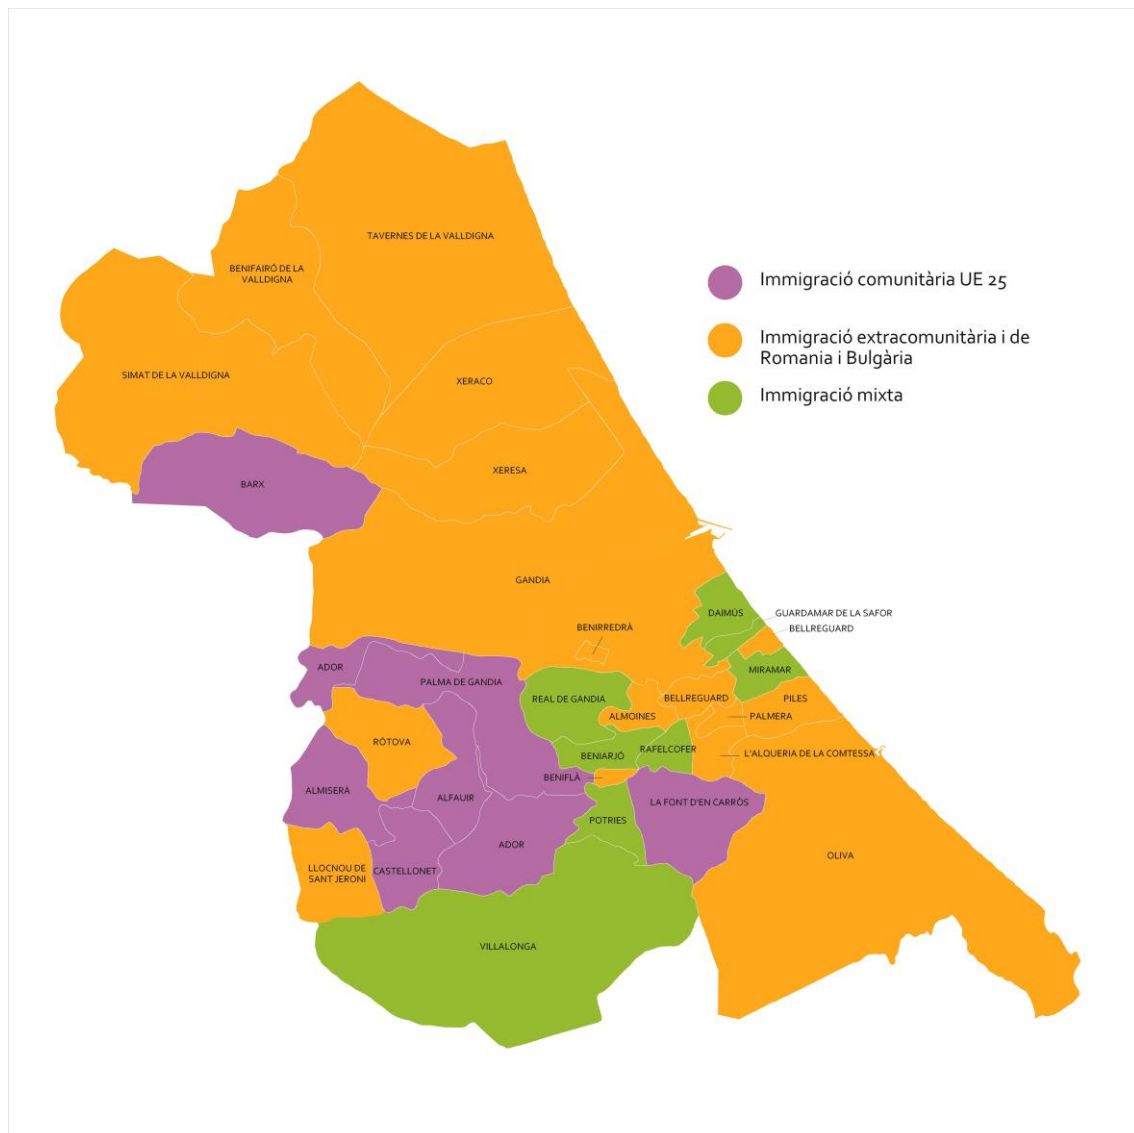 TAVERNES DE LA VALLDIGNA
BENIFAIRÓ DE LA
VALLDIGNA
Immigració comunitària UE 25
Immigració extracomunitària i de
Romania i Bulgària
Immigració mixta
SIMAT DE LA VALLDIGNA
XERACO
XERESA
BARX
GANDIA
DAIMÚS
GUARDAMAR DE LA SAFOR
BENIRREDRÀ
BELLREGUARD
ADOR
PALMA DE GANDIA
MIRAMAR
REAL DE GANDIA
BELLREGUARD
PILES
ALMOINES
PALMERA
RÓTOVA
BENIARJÓ
RAFELCOFER
L'ALQUERIA DE LA COMTESSA
BENIFLÀ
ALMISERÀ
ALFAUIR
LA FONT D'EN CARRÒS
POTRIES
ADOR
OLIVA
LLOCNOU DE
SANT JERONI
CASTELLONET
VILLALONGA